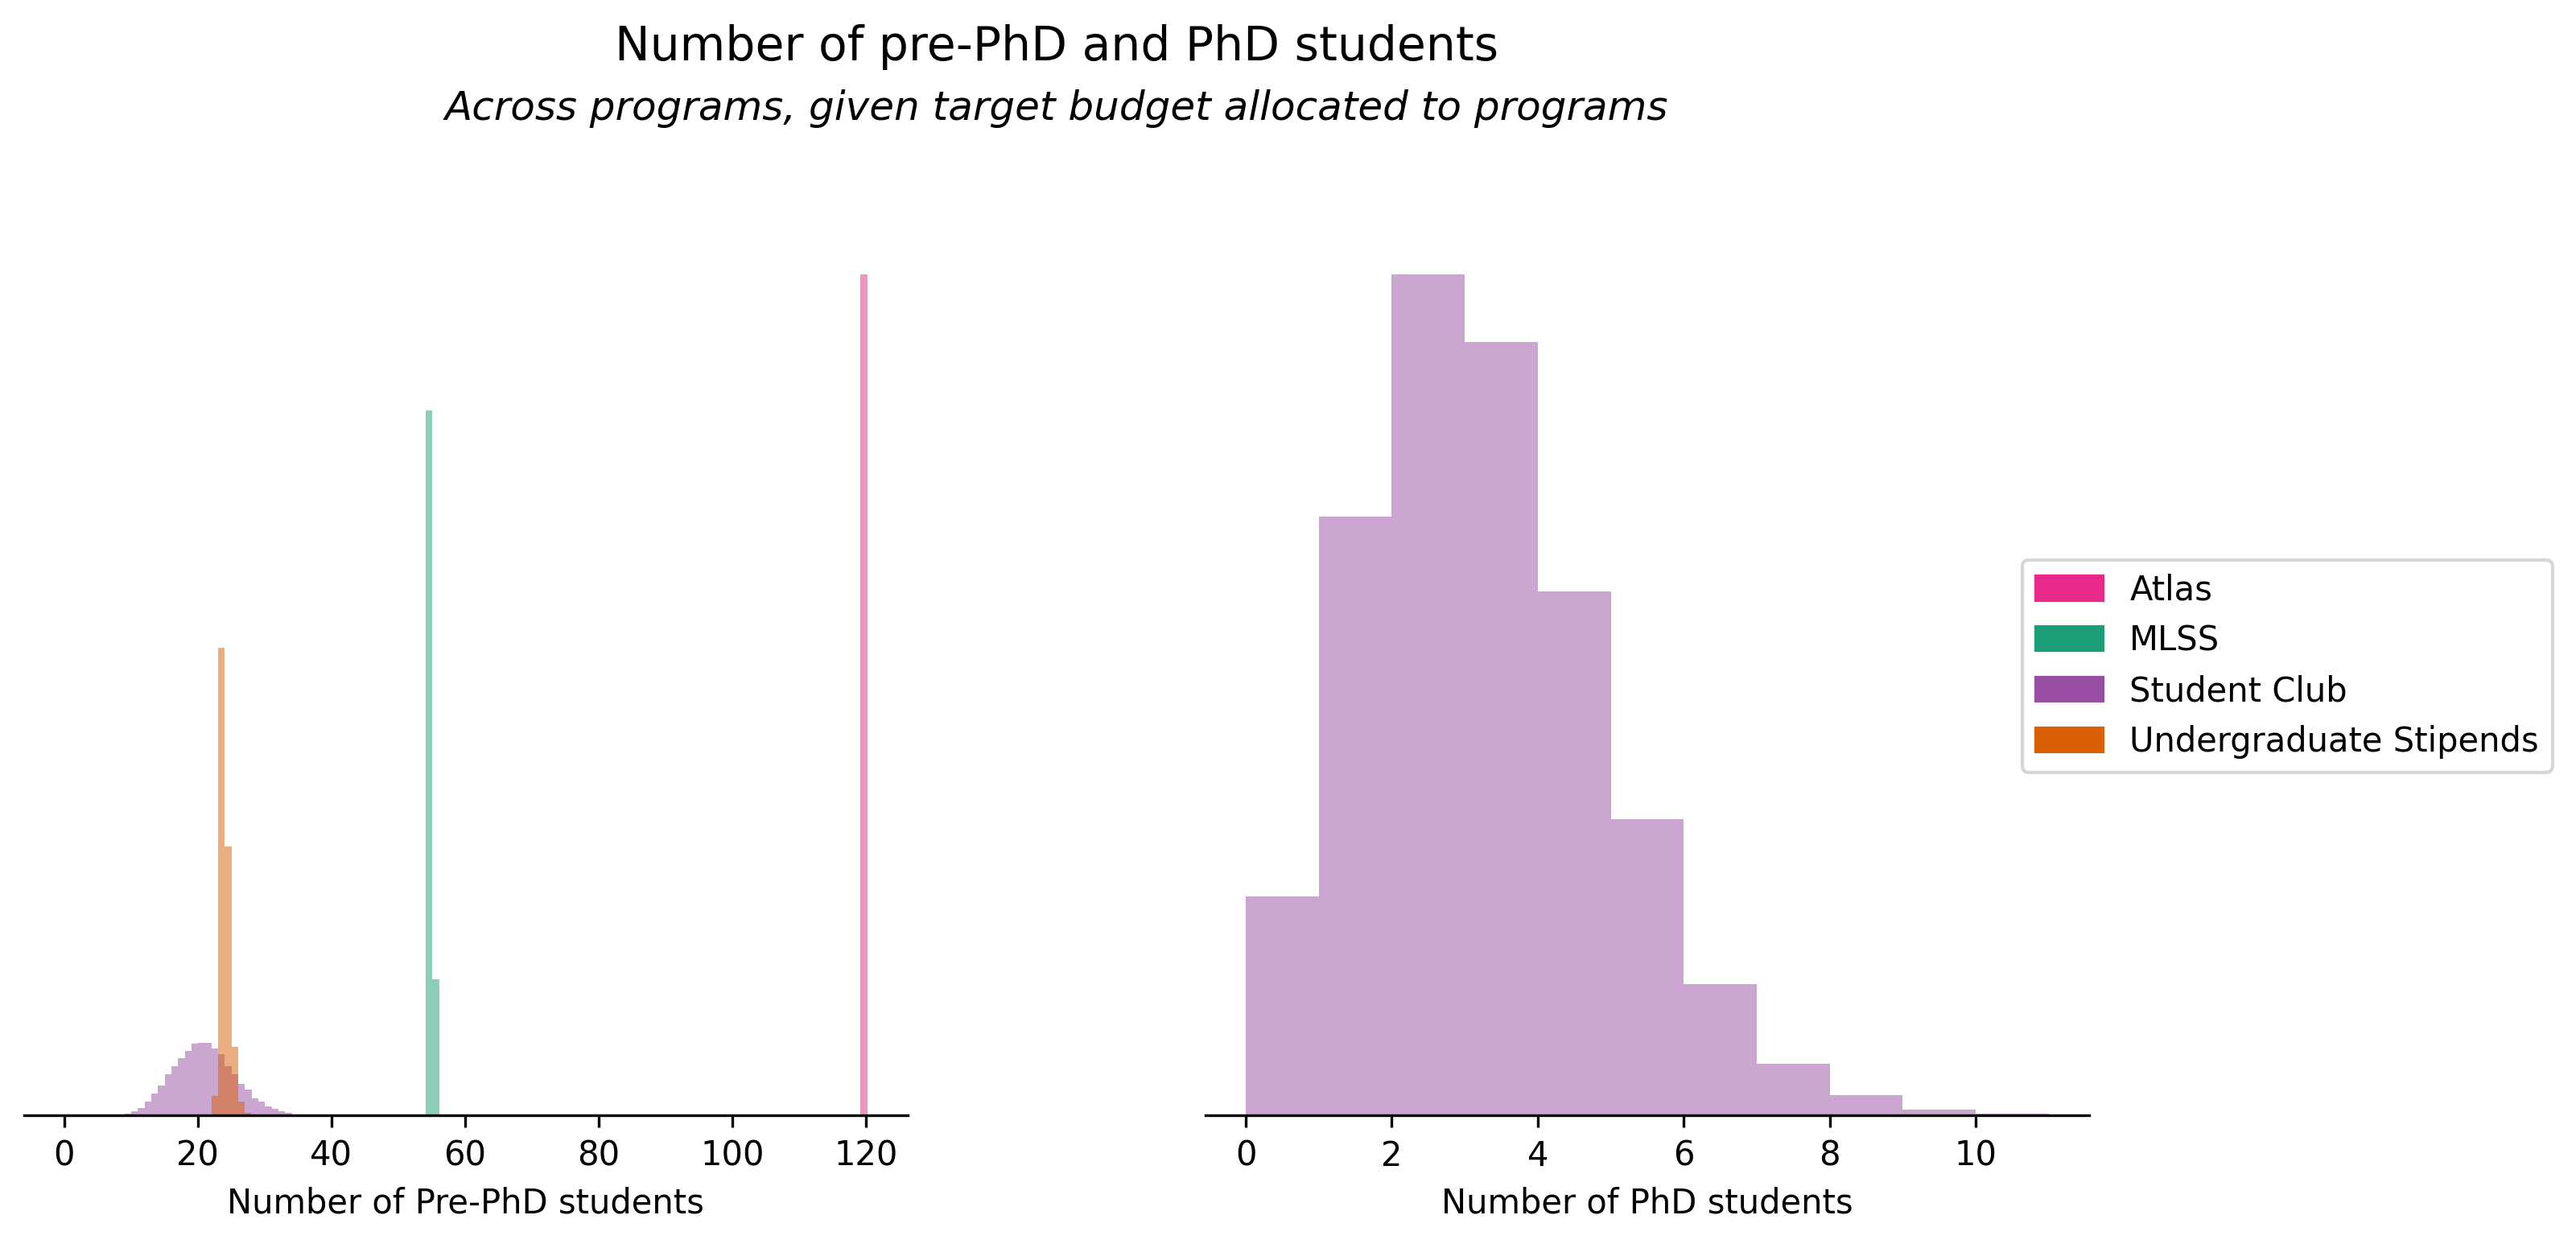 Number of pre-PhD and PhD students
Across programs, given target budget allocated to programs
0 20 40 60 80 100 120
Number of Pre-PhD students
0 2 4 6 8 10
Number of PhD students
Atlas
MLSS
Student Club
Undergraduate Stipends